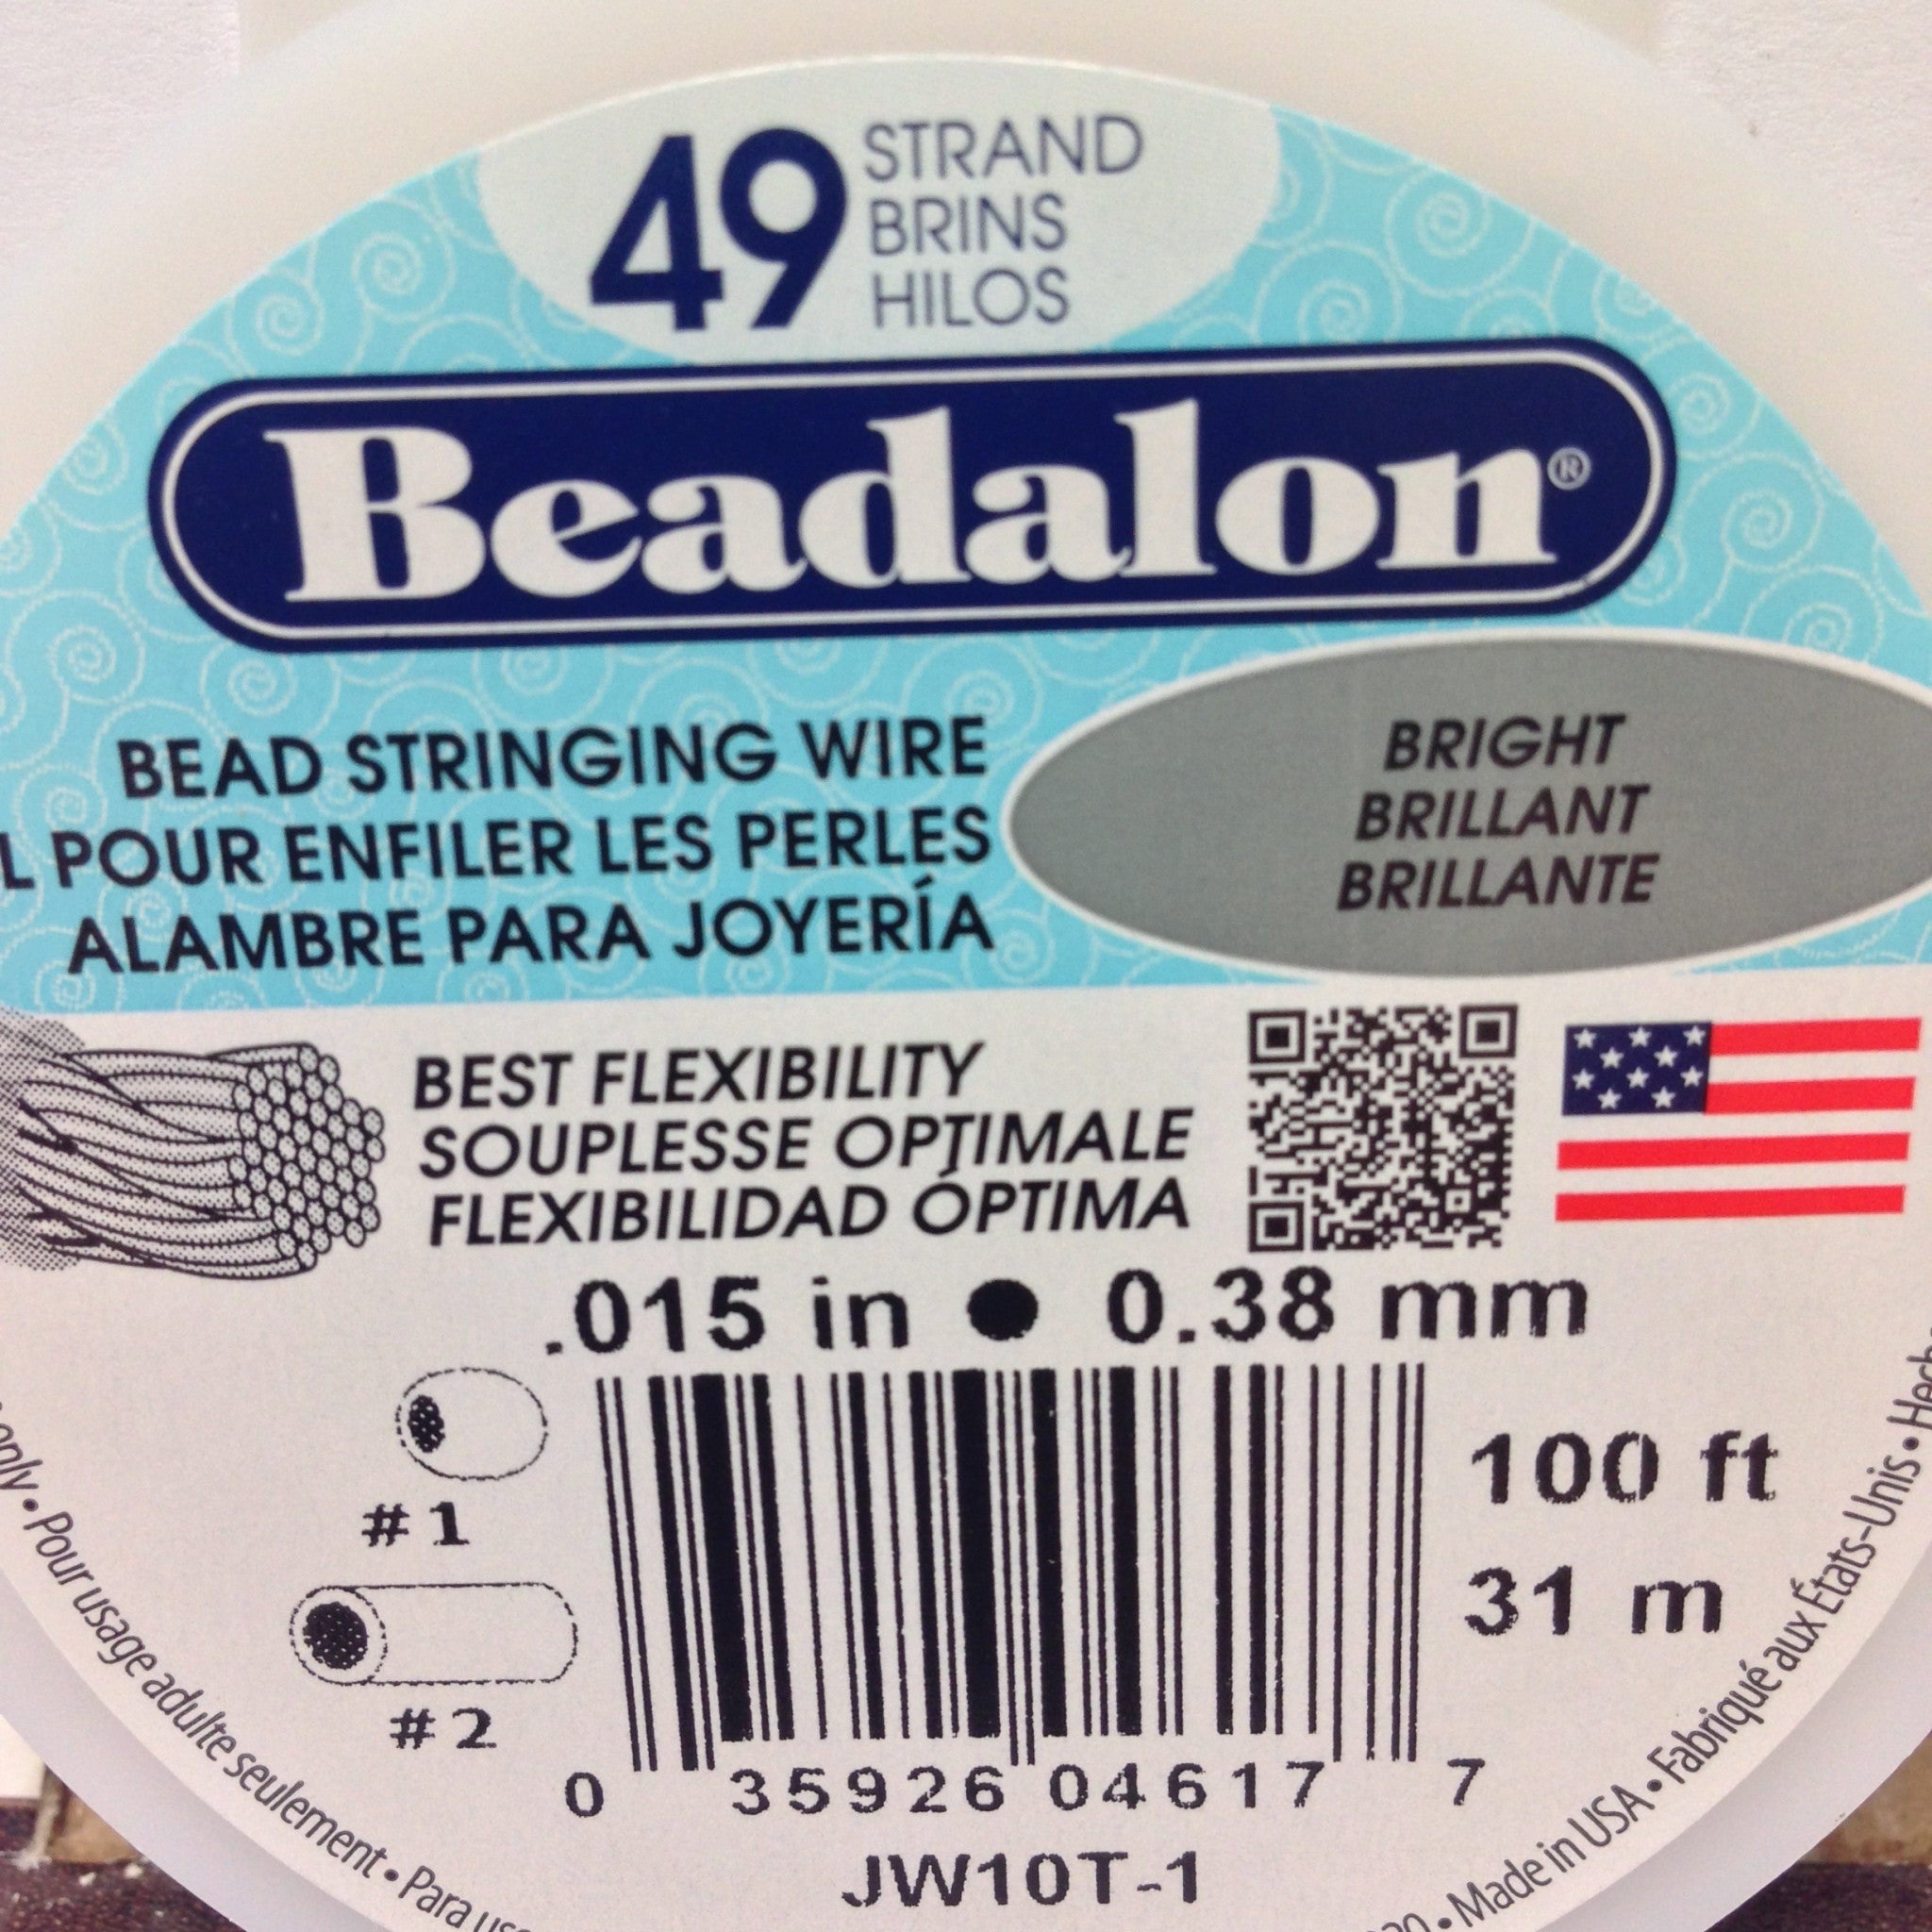 49 STRAND
BRINS
HILOS
Beadalon®
BEAD STRINGING WIRE
POUR ENFILER LES PERLES
ALAMBRE PARA JOYERÍA
BRIGHT
BRILLANT
BRILLANTE
BEST FLEXIBILITY
SOUPLESSE OPTIMALE
FLEXIBILIDAD ÓPTIMA
.015 in ● 0.38 mm
#1
#2
100 ft
31 m
0 35926 04617 7
JW10T-1
only • Pour usage adulte seulement • Para
• Made in USA • Fabriqué aux États-Unis •